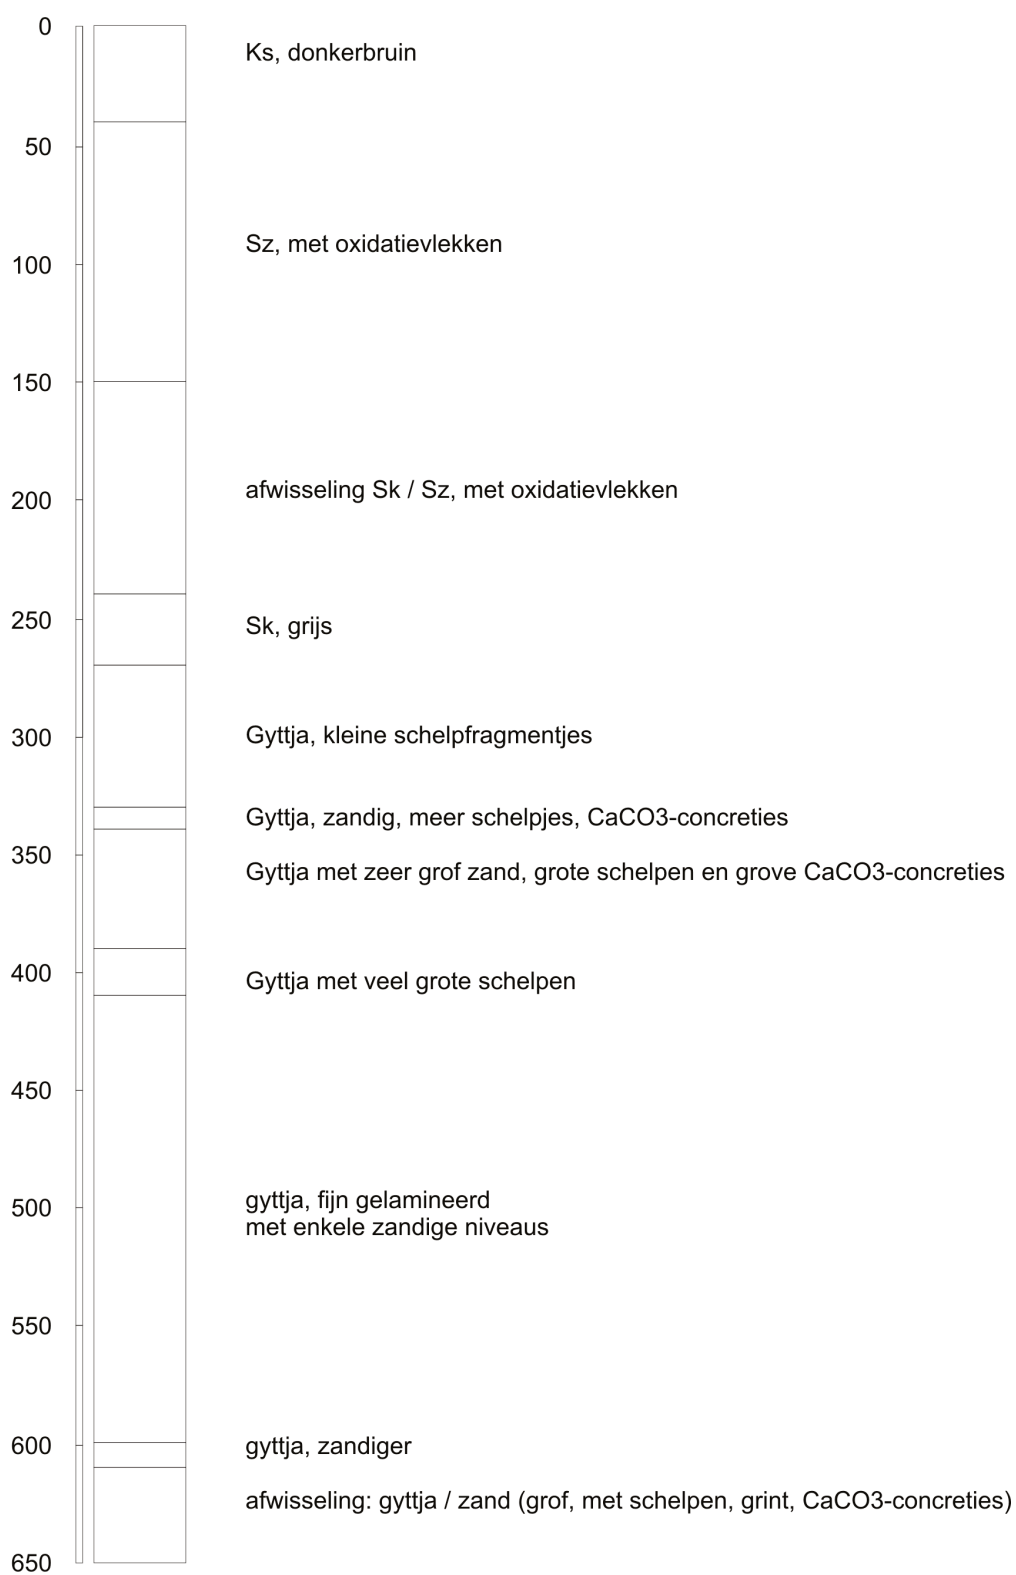 0
Ks, donkerbruin
50
Sz, met oxidatievlekken
100
150
afwisseling Sk / Sz, met oxidatievlekken
200
250
Sk, grijs
300
Gyttja, kleine schelpfragmentjes
Gyttja, zandig, meer schelpjes, CaCO3-concreties
350
Gyttja met zeer grof zand, grote schelpen en grove CaCO3-concreties
400
Gyttja met veel grote schelpen
450
500
gyttja, fijn gelamineerd
met enkele zandige niveaus
550
600
gyttja, zandiger
afwisseling: gyttja / zand (grof, met schelpen, grint, CaCO3-concreties)
650